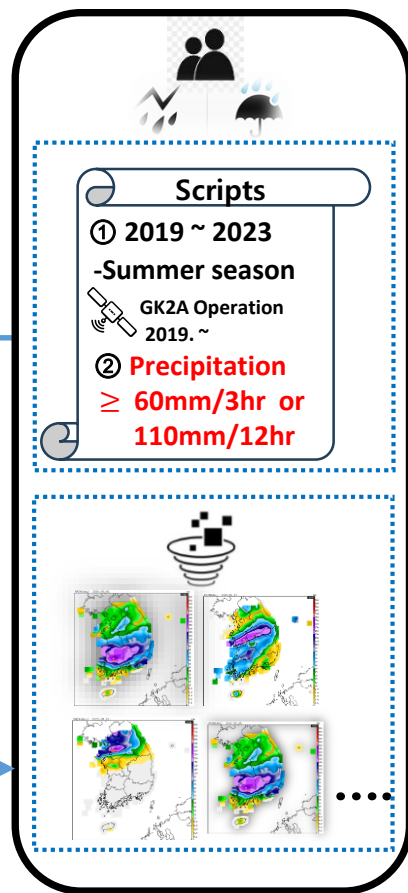 Scripts
① 2019 ~ 2023
-Summer season
GK2A Operation
2019. ~
② Precipitation
≥ 60mm/3hr or
110mm/12hr
....